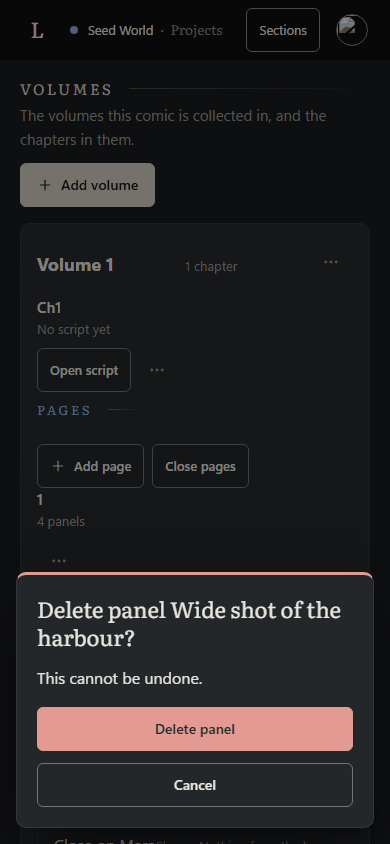 L
Seed World · Projects
Sections
VOLUMES
The volumes this comic is collected in, and the
chapters in them.
+ Add volume
Volume 1
1 chapter
Ch1
No script yet
Open script
PAGES
+ Add page
Close pages
1
4 panels
Delete panel Wide shot of the
harbour?
This cannot be undone.
Delete panel
Cancel